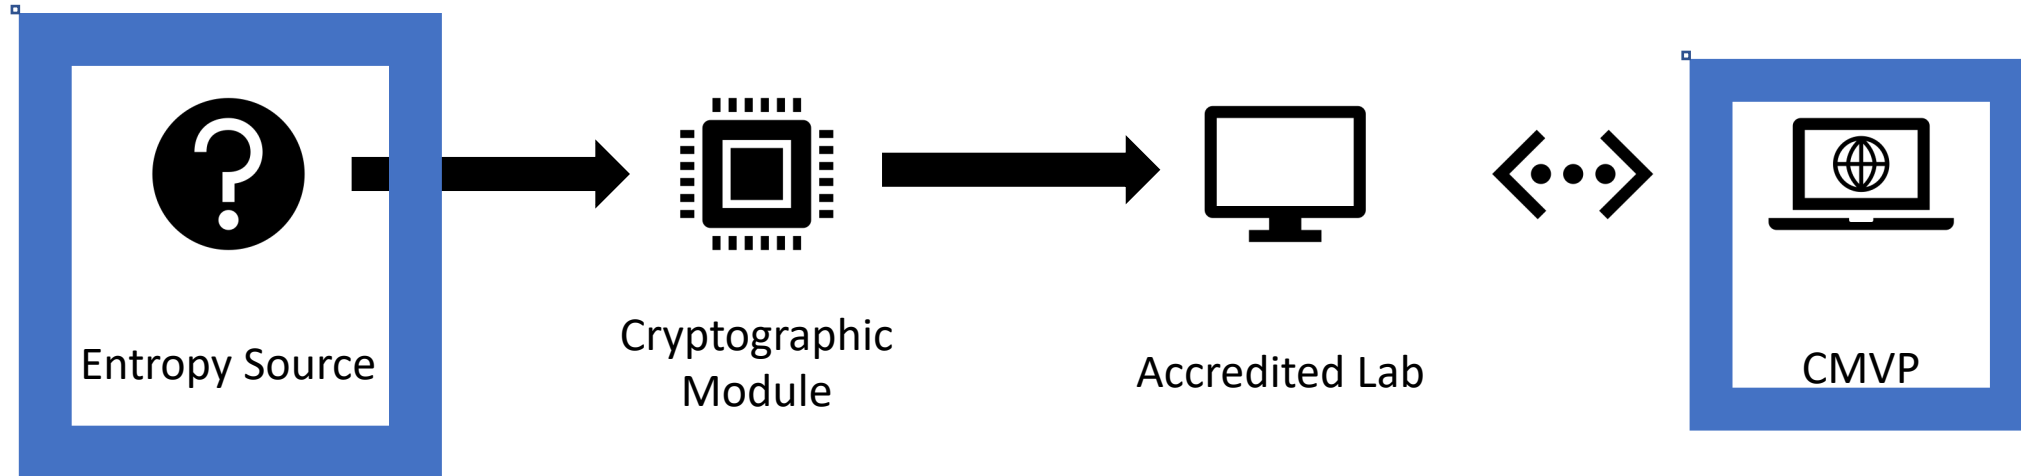 Entropy Source
Cryptographic
Module
Accredited Lab
CMVP